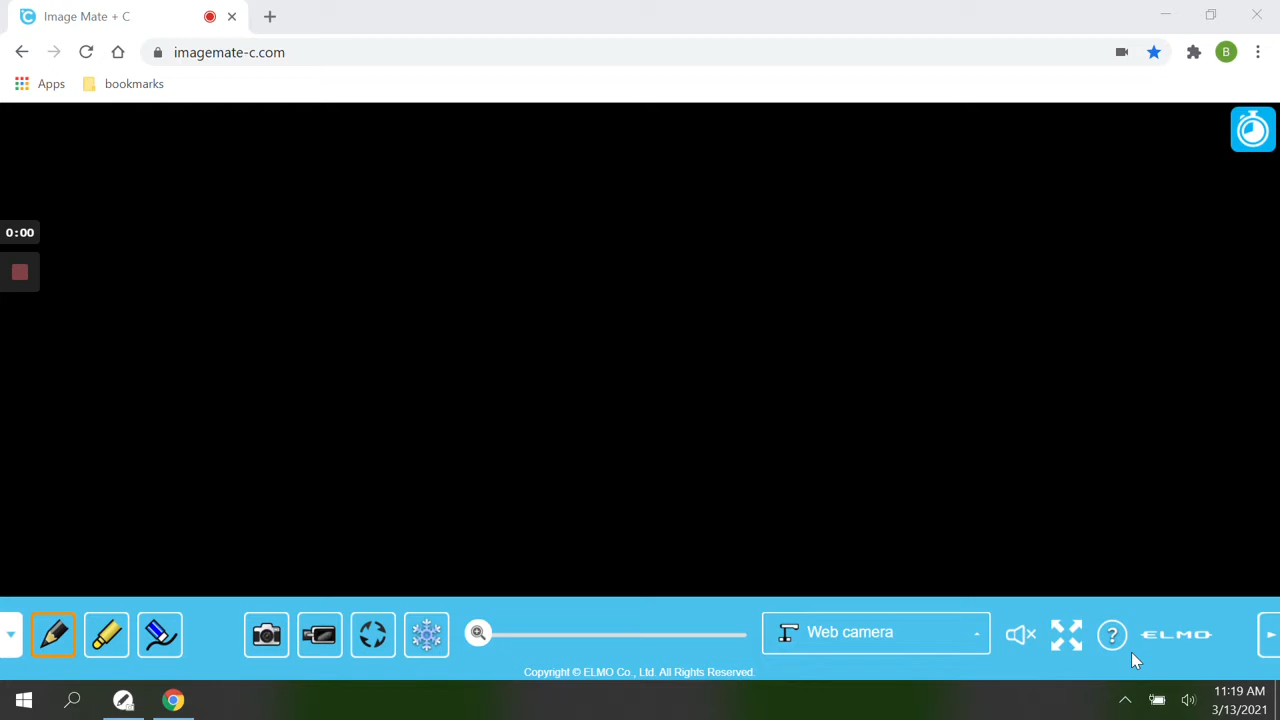 Image Mate + C
imagemate-c.com
B
Apps
bookmarks
0:00
Web camera
?
ELMO
Copyright © ELMO Co., Ltd. All Rights Reserved.
11:19 AM
3/13/2021